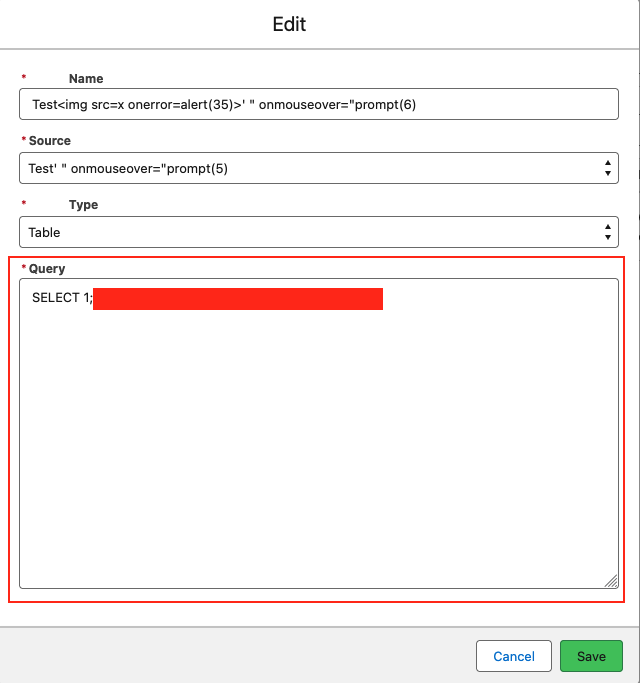 Edit
* Name
Test<img src=x onerror=alert(35)>' " onmouseover="prompt(6)
* Source
Test' " onmouseover="prompt(5)
* Type
Table
* Query
SELECT 1;
Cancel
Save